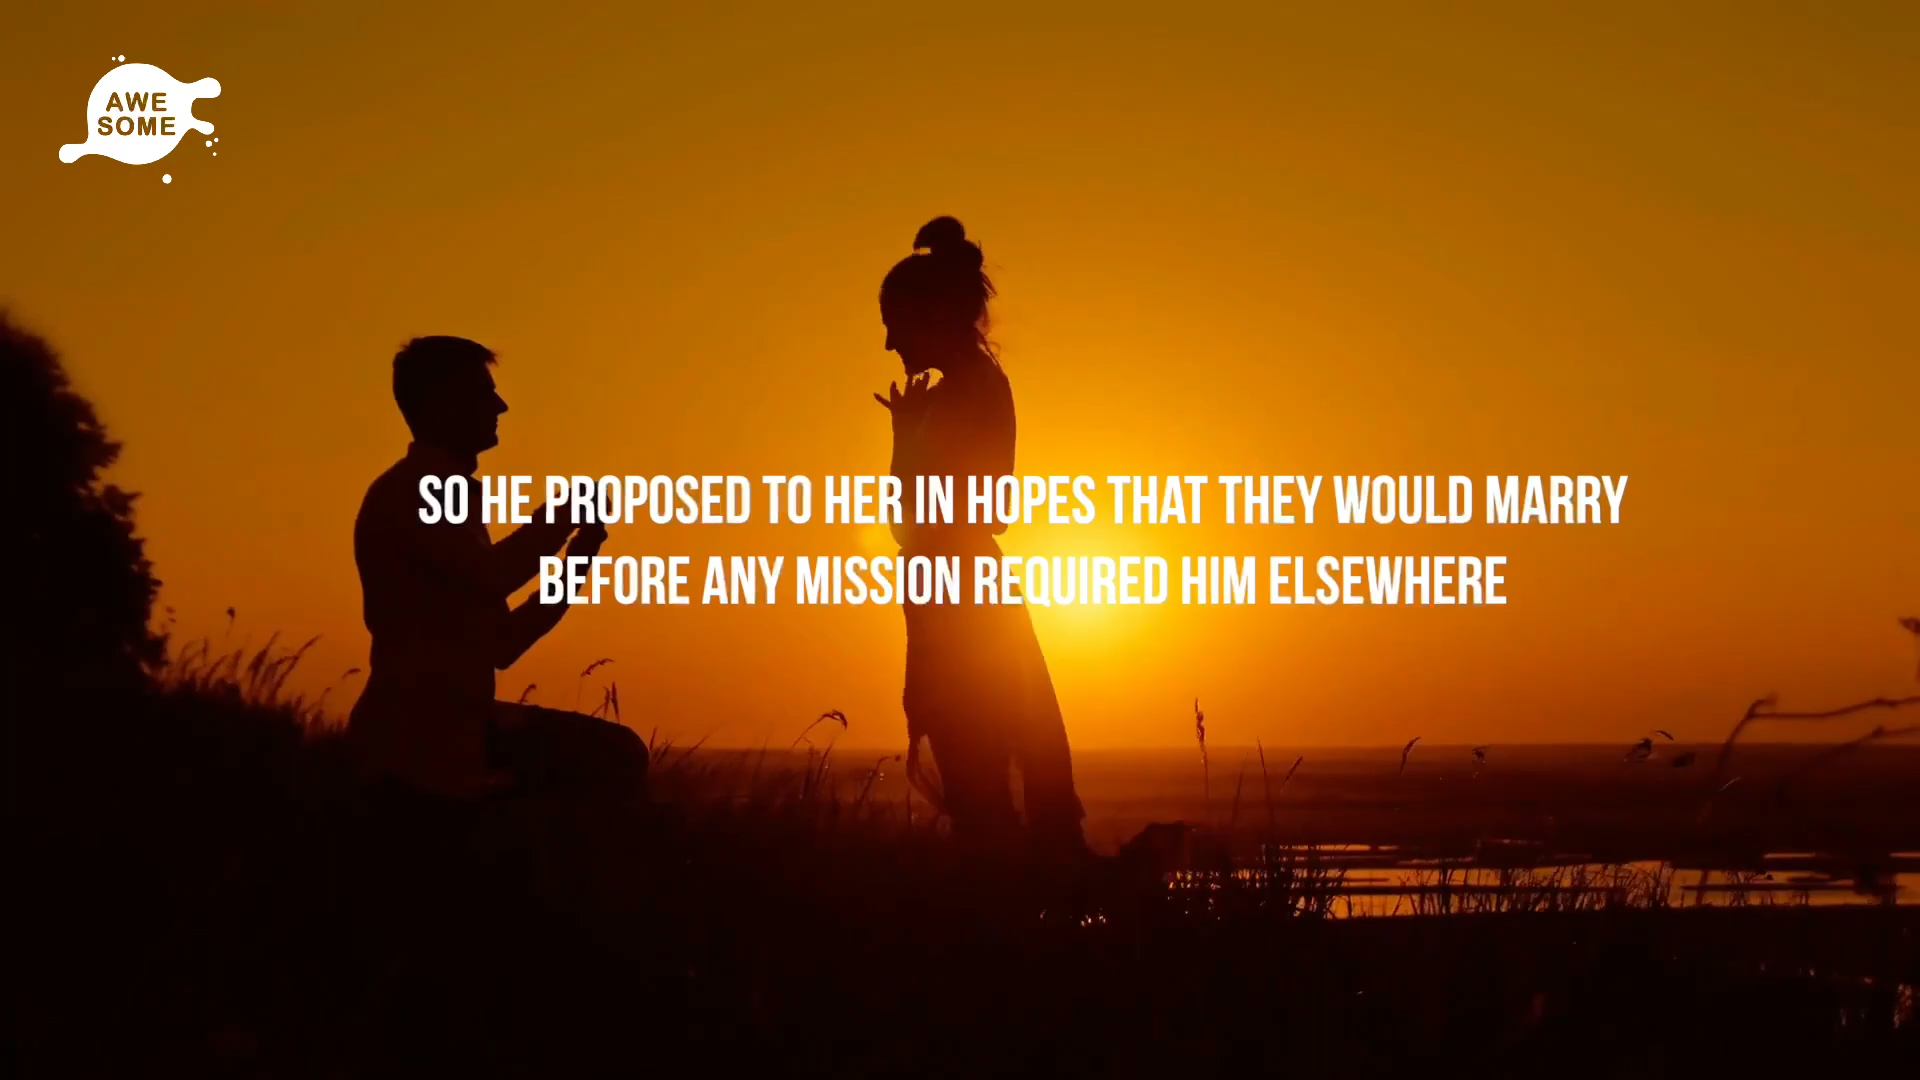 AWE
SOME
SO HE PROPOSED TO HER IN HOPES THAT THEY WOULD MARRY
BEFORE ANY MISSION REQUIRED HIM ELSEWHERE